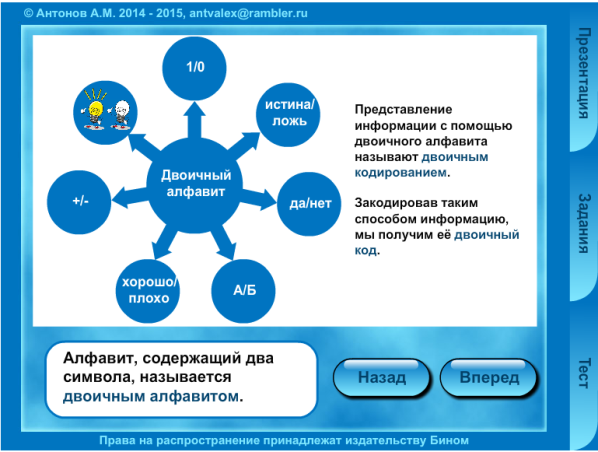 © Антонов А.М. 2014 - 2015, antvalex@rambler.ru
1/0
истина/
ложь
Двоичный
алфавит
+/-
да/нет
хорошо/
плохо
А/Б
Представление
информации с помощью
двоичного алфавита
называют двоичным
кодированием.
Закодировав таким
способом информацию,
мы получим её двоичный
код.
Алфавит, содержащий два
символа, называется
двоичным алфавитом.
Назад
Вперед
Презентация
Задания
Тест
Права на распространение принадлежат издательству Бином